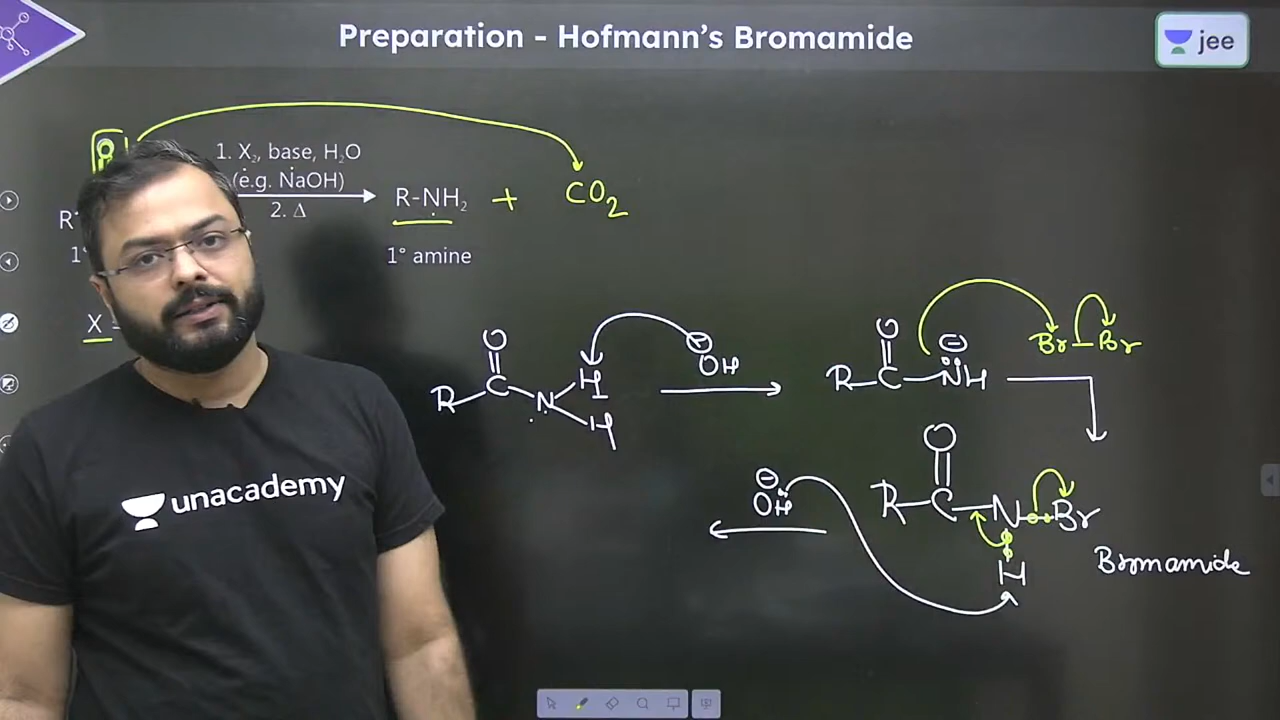 Preparation - Hofmann's Bromamide
jee
O
1. X₂, base, H₂O
(e.g. NaOH)
2. Δ
R
R-NH₂ + CO₂
1°
1° amine
X =
unacademy
O
R-C-N
H
H
⊖
OH
O
R-C-NH
⊖
Br-Br
O
R-C-N-Br
H
⊖
OH
Bromamide